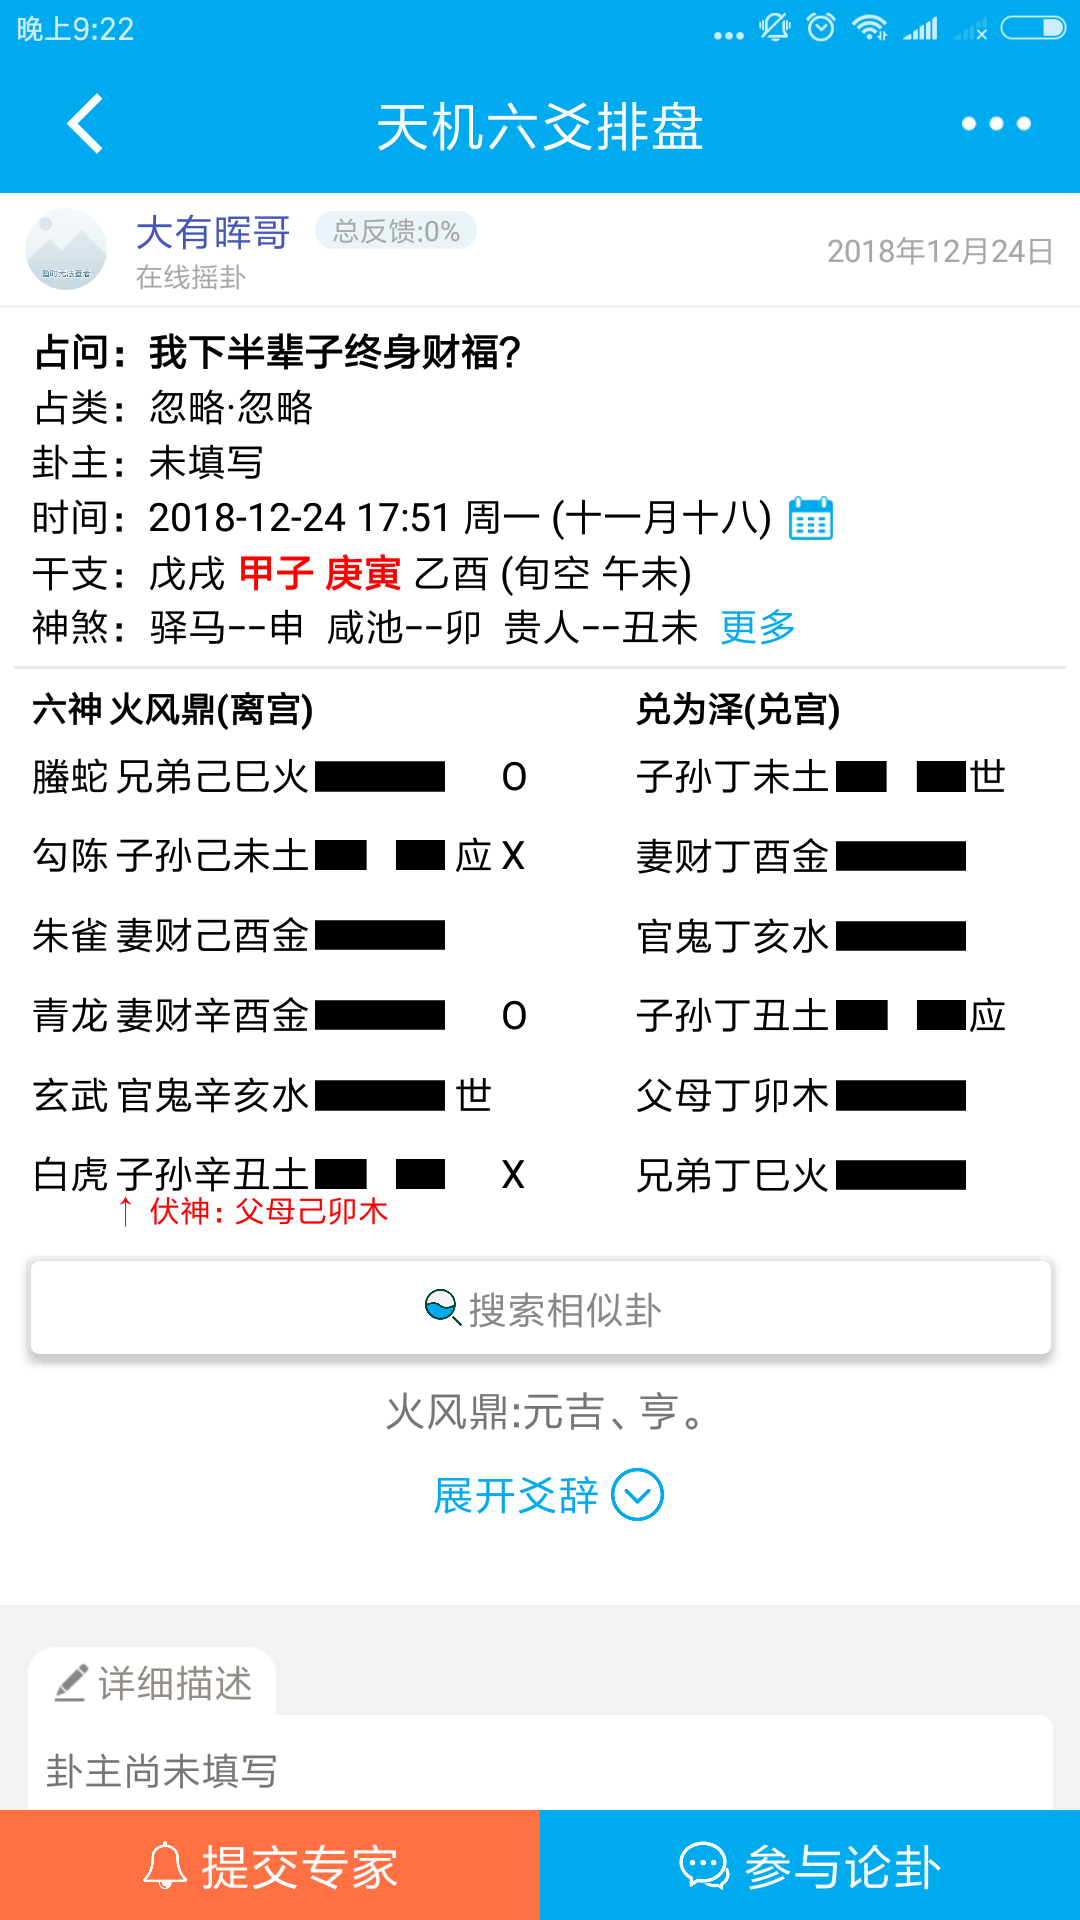 晚上9:22
天机六爻排盘
大有晖哥 总反馈:0%
在线摇卦
2018年12月24日
暂时无法查看
占问：我下半辈子终身财福?
占类：忽略·忽略
卦主：未填写
时间：2018-12-24 17:51 周一 (十一月十八)
干支：戊戌 甲子 庚寅 乙酉 (旬空 午未)
神煞：驿马--申 咸池--卯 贵人--丑未 更多
六神 火风鼎(离宫) 兑为泽(兑宫)
螣蛇 兄弟己巳火 O 子孙丁未土 世
勾陈 子孙己未土 应 X 妻财丁酉金
朱雀 妻财己酉金 官鬼丁亥水
青龙 妻财辛酉金 O 子孙丁丑土 应
玄武 官鬼辛亥水 世 父母丁卯木
白虎 子孙辛丑土 X 兄弟丁巳火
↑ 伏神：父母己卯木
搜索相似卦
火风鼎:元吉、亨。
展开爻辞
详细描述
卦主尚未填写
提交专家 参与论卦